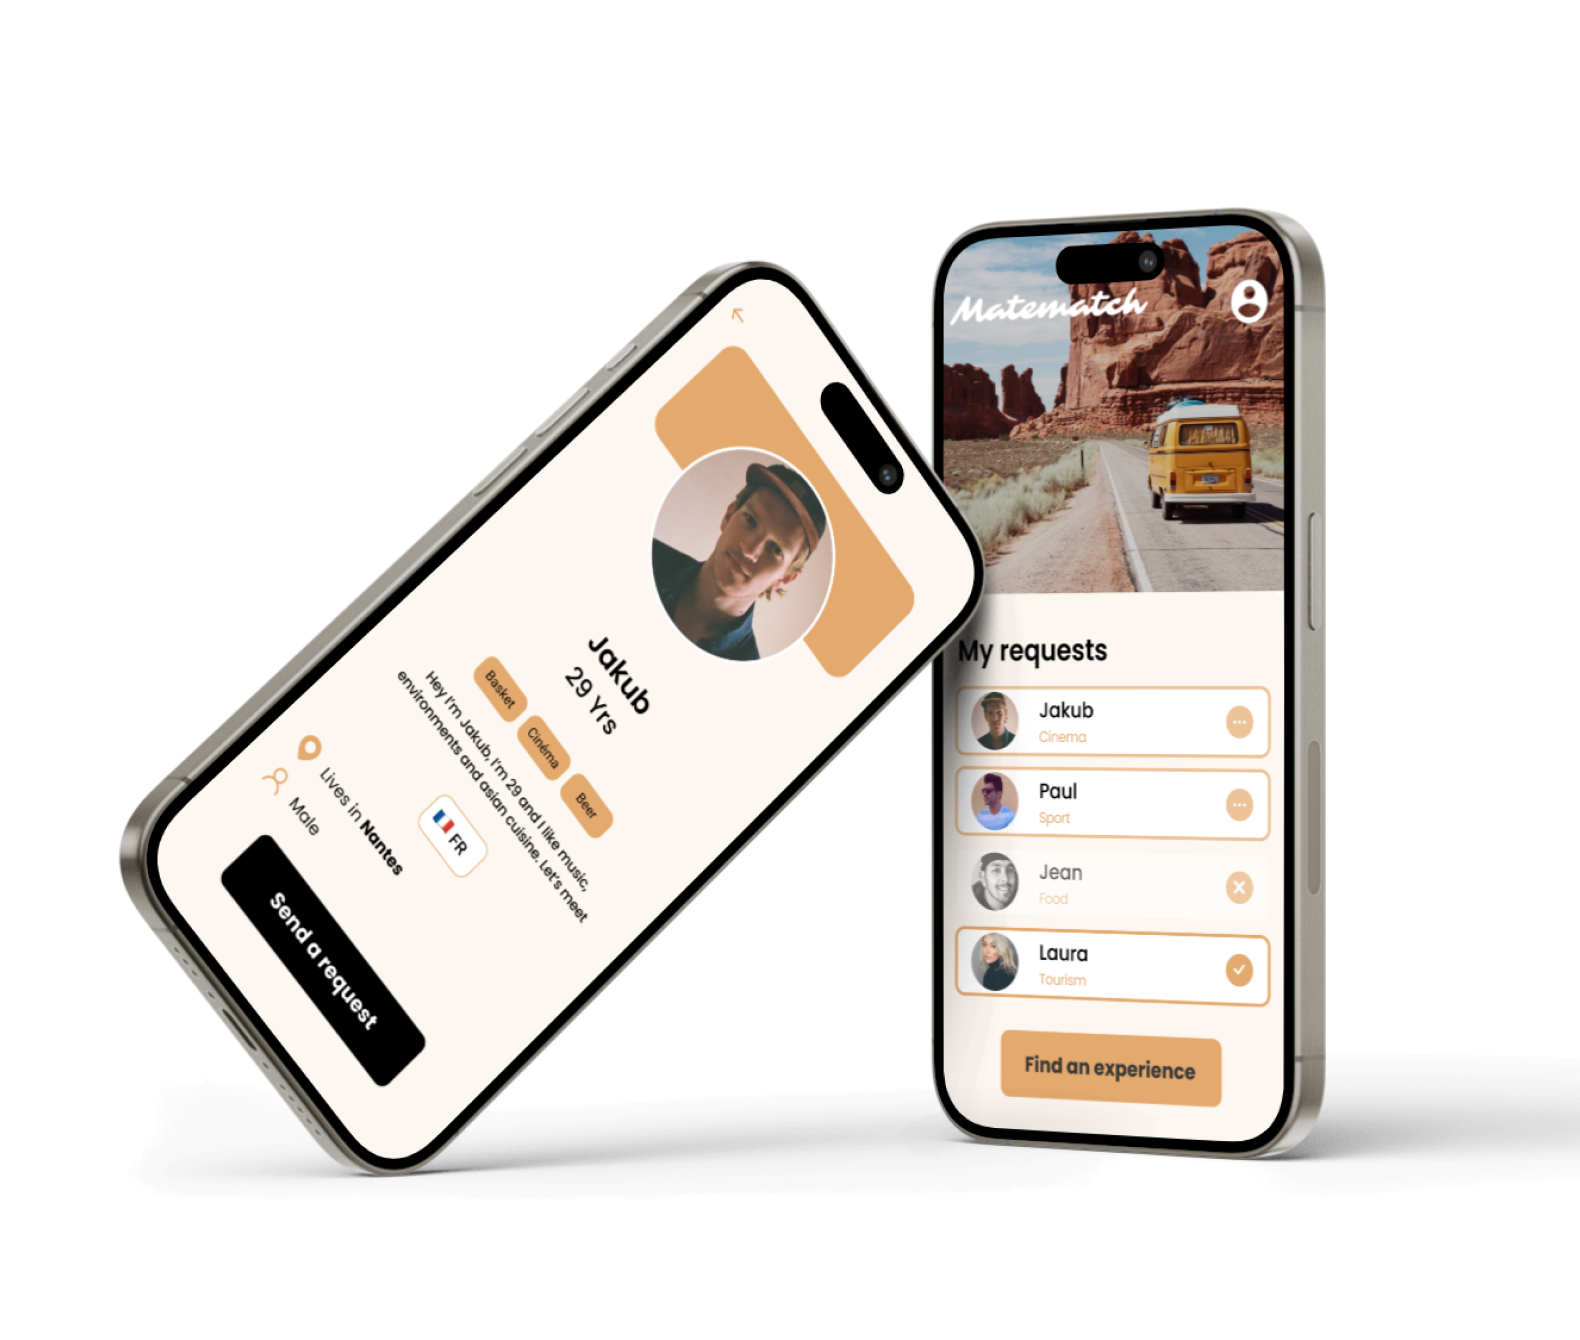 Jakub
29 Yrs
Basket
Cinéma
Beer
Hey I'm Jakub, I'm 29 and I like music,
environments and asian cuisine. Let's meet
FR
Lives in Nantes
Male
Send a request
Matematch
My requests
Jakub
Cinema
Paul
Sport
Jean
Food
Laura
Tourism
Find an experience